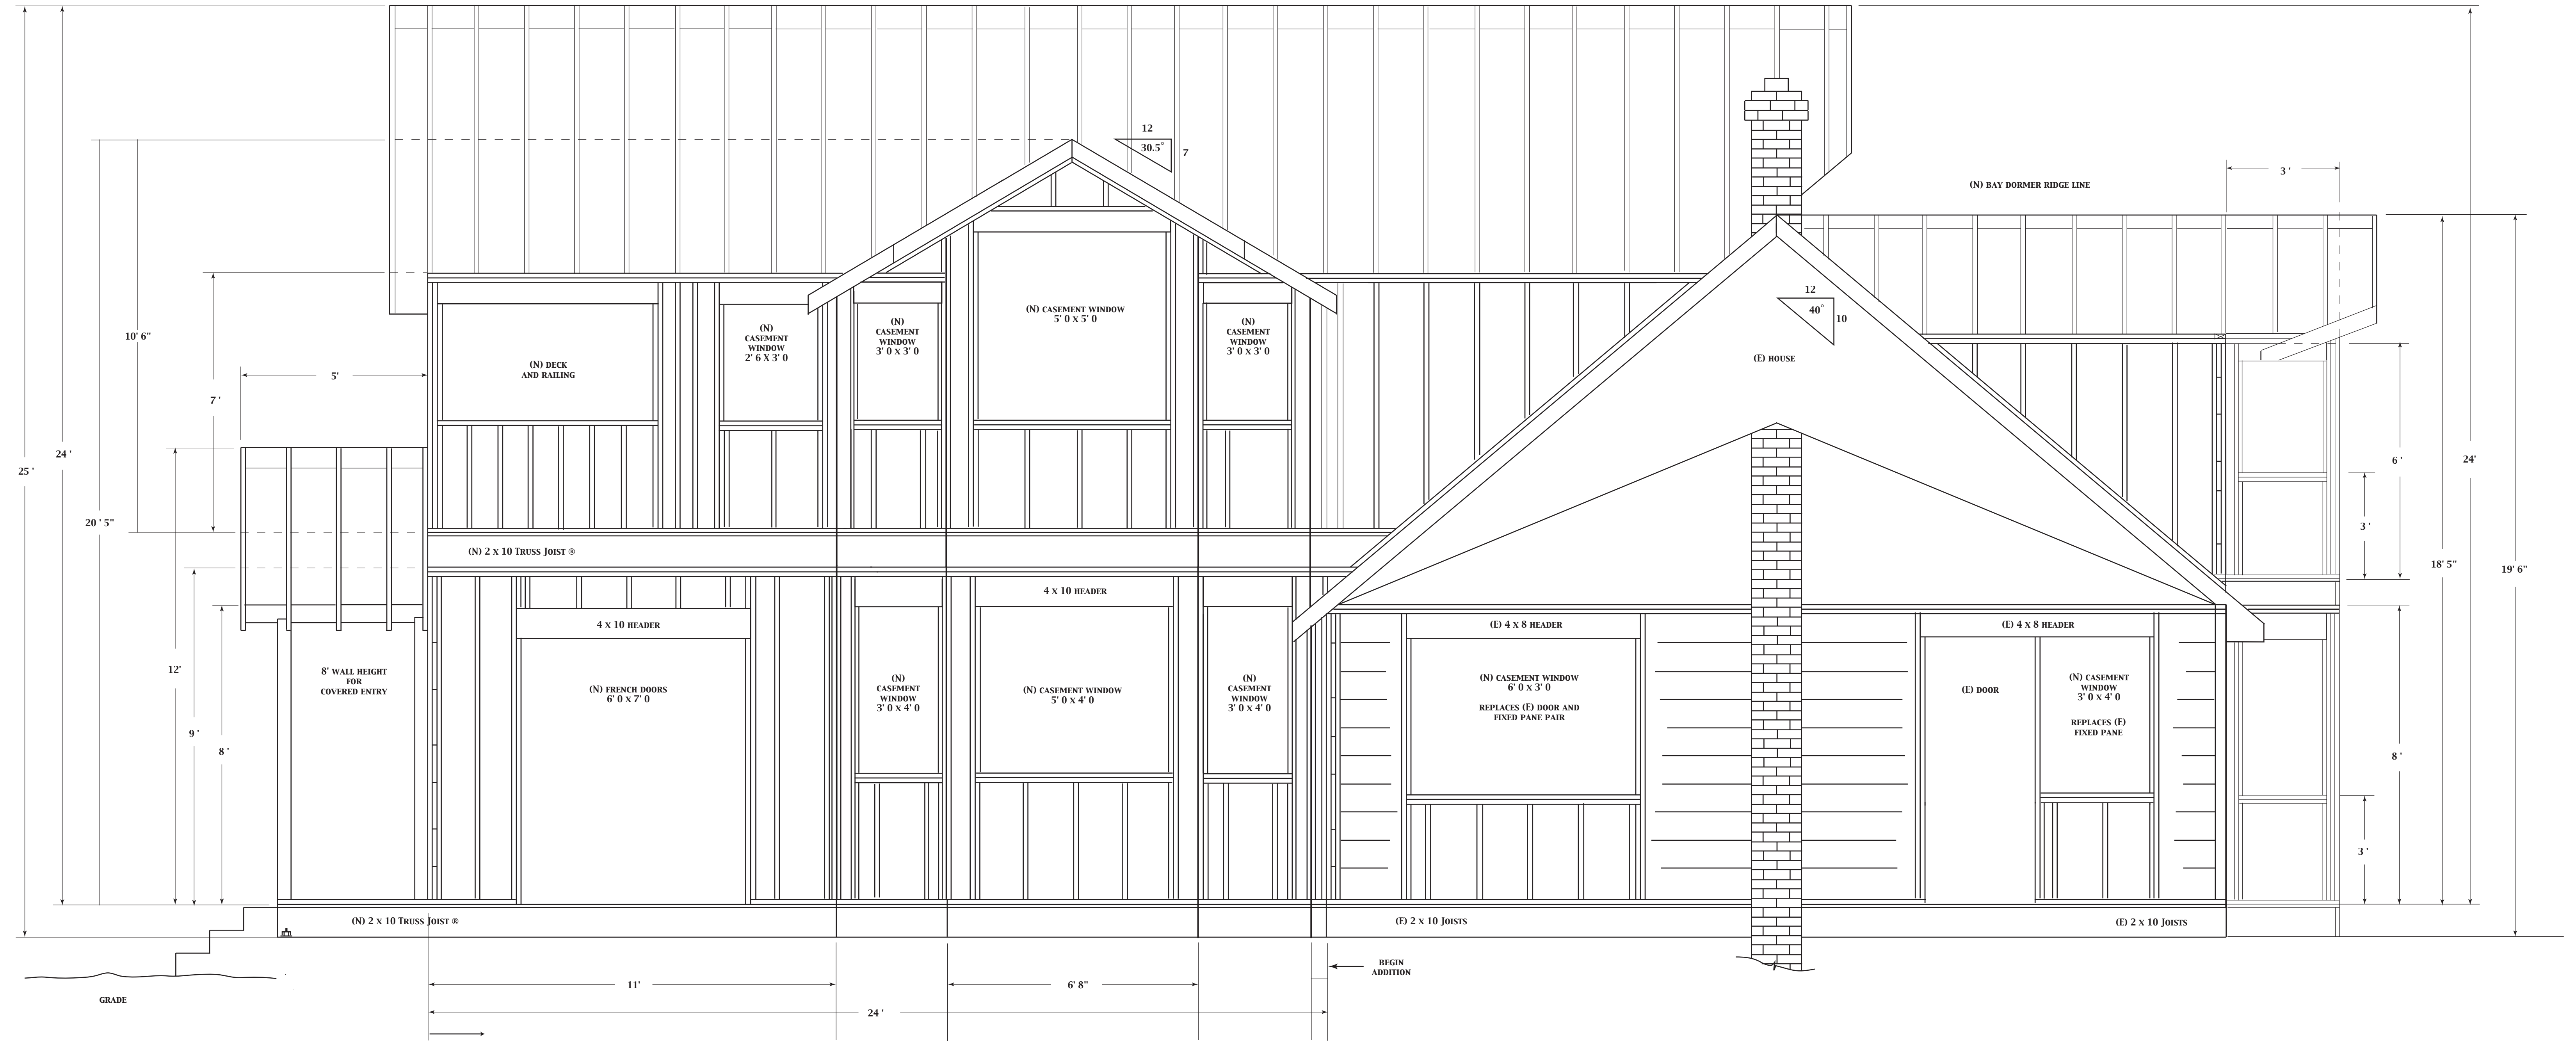 12
30.5°
7
3 '
(N) BAY DORMER RIDGE LINE
12
40°
10
(E) HOUSE
(N) CASEMENT WINDOW
5' 0 X 5' 0
(N)
CASEMENT
WINDOW
2' 6 X 3' 0
(N)
CASEMENT
WINDOW
3' 0 X 3' 0
(N)
CASEMENT
WINDOW
3' 0 X 3' 0
(N) DECK
AND RAILING
10' 6"
5'
7 '
24 '
25 '
20 ' 5"
12'
9 '
8 '
6 '
24'
3 '
18' 5"
19' 6"
8 '
3 '
(N) 2 X 10 TRUSS JOIST ®
4 X 10 HEADER
4 X 10 HEADER
(E) 4 X 8 HEADER
(E) 4 X 8 HEADER
8' WALL HEIGHT
FOR
COVERED ENTRY
(N) FRENCH DOORS
6' 0 X 7' 0
(N)
CASEMENT
WINDOW
3' 0 X 4' 0
(N) CASEMENT WINDOW
5' 0 X 4' 0
(N)
CASEMENT
WINDOW
3' 0 X 4' 0
(N) CASEMENT WINDOW
6' 0 X 3' 0
REPLACES (E) DOOR AND
FIXED PANE PAIR
(E) DOOR
(N) CASEMENT
WINDOW
3' 0 X 4' 0
REPLACES (E)
FIXED PANE
(N) 2 X 10 TRUSS JOIST ®
(E) 2 X 10 JOISTS
(E) 2 X 10 JOISTS
BEGIN
ADDITION
GRADE
11'
6' 8"
24 '